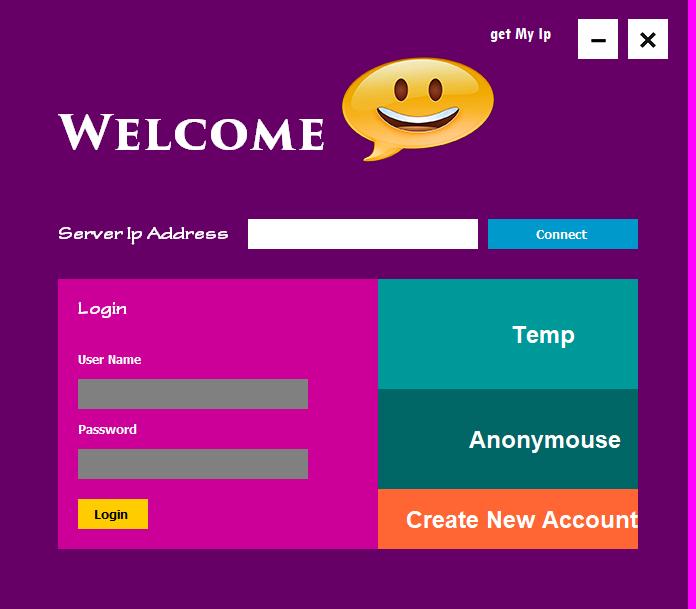 get My Ip
Welcome
Server Ip Address
Connect
Login
User Name
Password
Login
Temp
Anonymouse
Create New Account